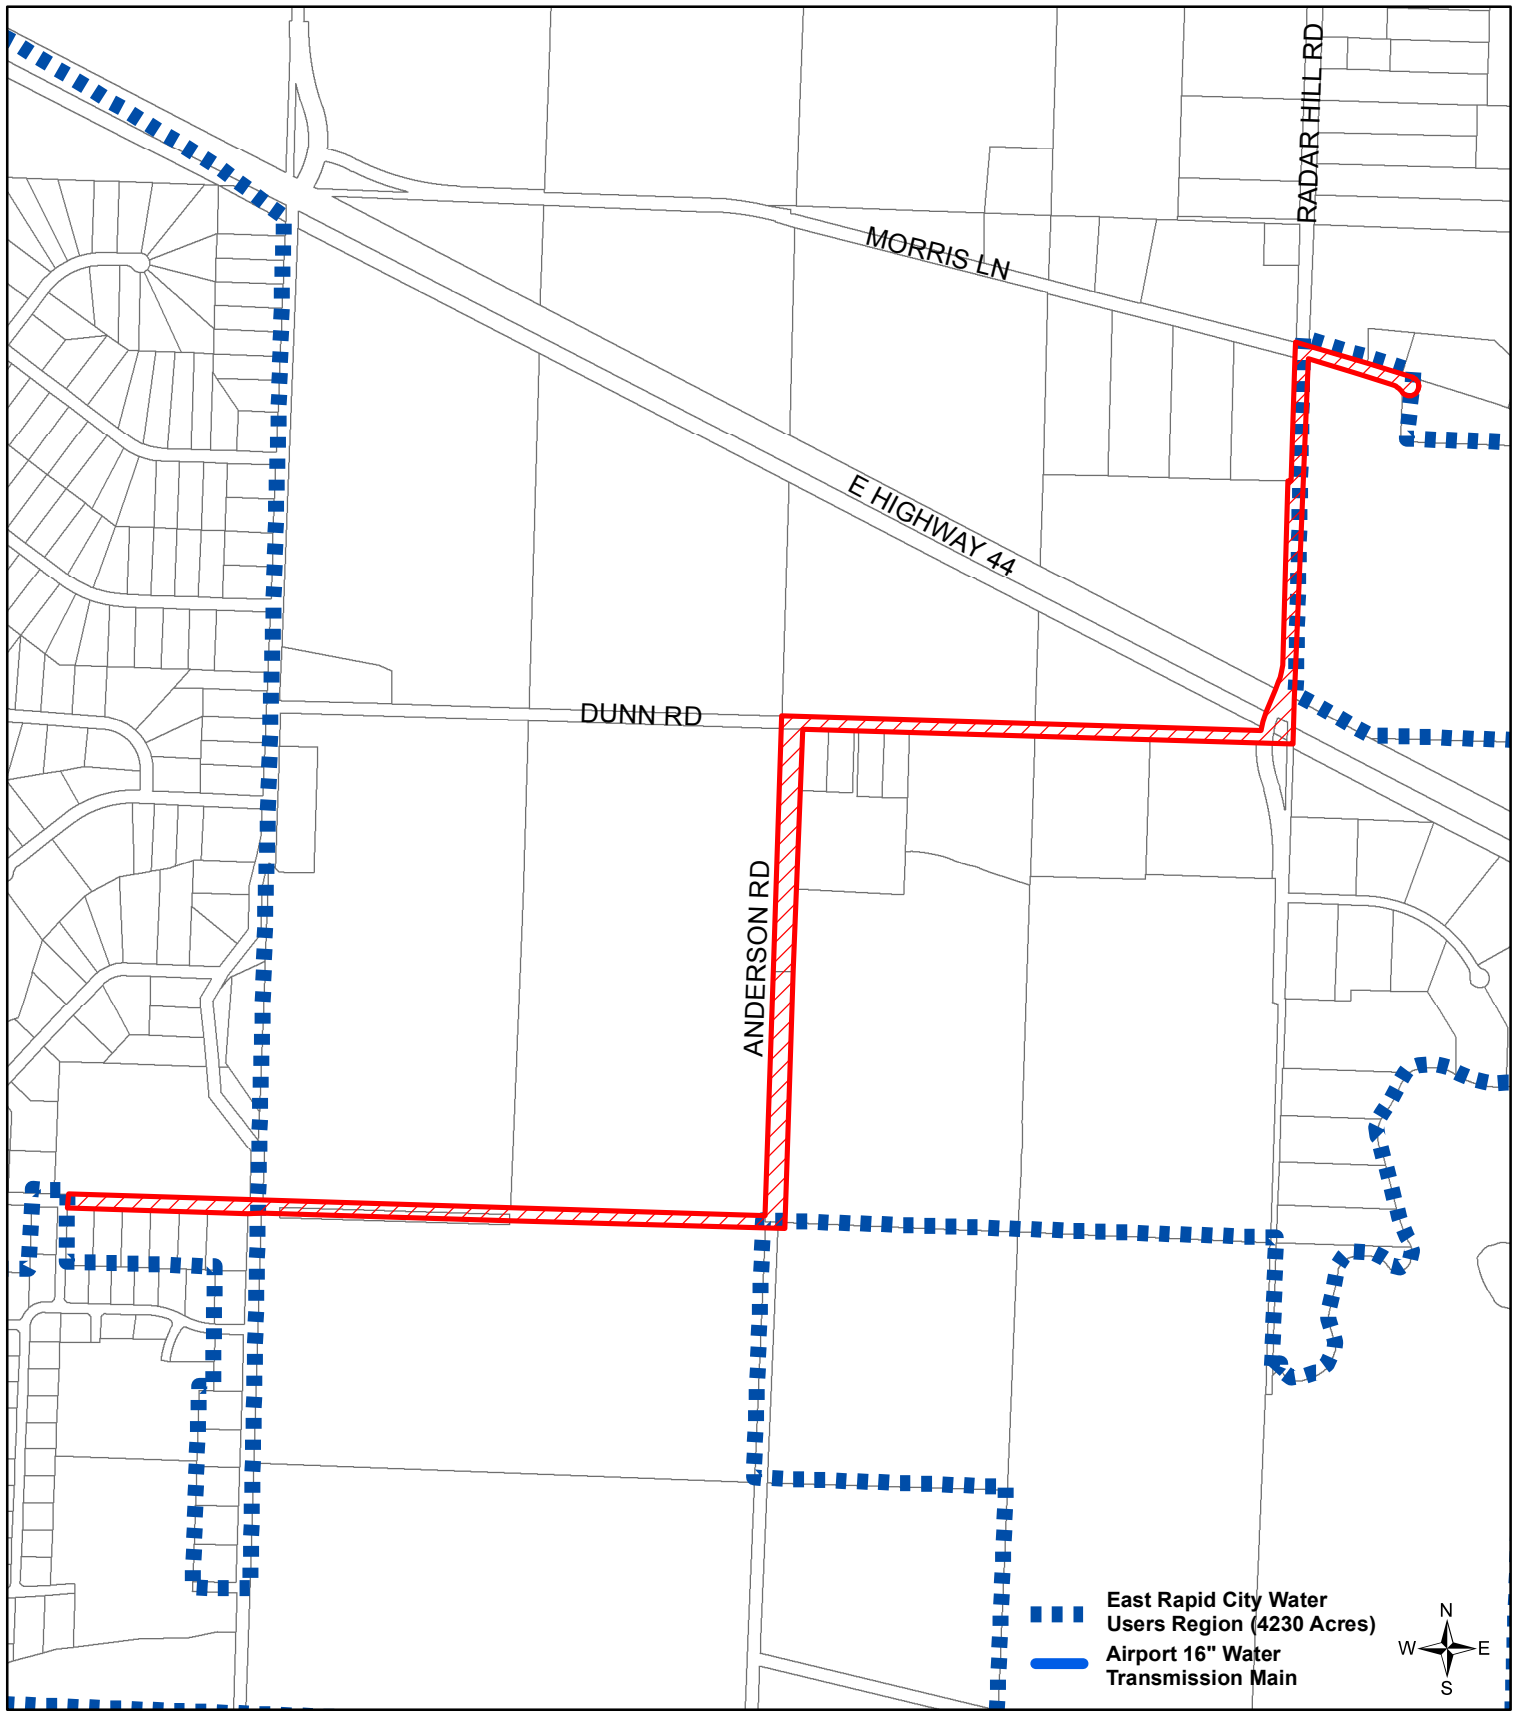 RADAR HILL RD
MORRIS LN
E HIGHWAY 44
DUNN RD
ANDERSON RD
East Rapid City Water
Users Region (4230 Acres)
Airport 16" Water
Transmission Main
N
W E
S